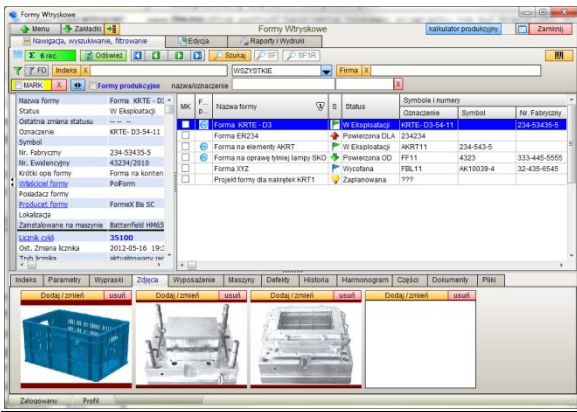 Formy Wtryskowe
Menu Zakładki Formy Wtryskowe kalkulator produkcyjny Zamknij
Nawigacja, wyszukiwanie, filtrowanie Edycja Raporty i Wydruki
Σ 6 rec. Odśwież Szukaj SF SF1R
FD Indeks X WSZYSTKIE Firma X
MARK X Formy produkcyjne nazwa/oznaczenie X
Nazwa formy Forma KRTE - D3
Status W Eksploatacji
Ostatnia zmiana statusu -- --
Oznaczenie KRTE- D3-54-11
Symbol
Nr. Fabryczny 234-53435-5
Nr. Ewidencyjny 43234/2010
Krótki opis formy Forma na konten
Właściciel formy PolForm
Posiadacz formy
Producet formy FormeX Bis SC
Lokalizacja
Zainstalowane na maszynie Battenfeld HM65
Licznik cykli 35100
Ost. Zmiana licznika 2012-05-16 19:3
Tryb licznika aktualizowany rec
MK F... p... Nazwa formy S Status Symbole i numery
Oznaczenie Symbol Nr. Fabryczny
Forma KRTE - D3 W Eksploatacji KRTE- D3-54-11 234-53435-5
Forma ER234 Powierzona DLA 234234
Forma na elementy AKRT W Eksploatacji AKRT11 234-543-5
Forma na oprawę tylniej lampy SKO Powierzona OD FF11 4323 333-445-5555
Forma XYZ Wycofana FBL11 AK10039-4 32-435-6545
Projekt formy dla nakrętek KRT1 Zaplanowana ???
Indeks Parametry Wypraski Zdjęcia Wyposażenie Maszyny Defekty Historia Harmonogram Części Dokumenty Pliki
Dodaj / zmień usuń Dodaj / zmień usuń Dodaj / zmień usuń Dodaj / zmień usuń
Zalogowany Profil